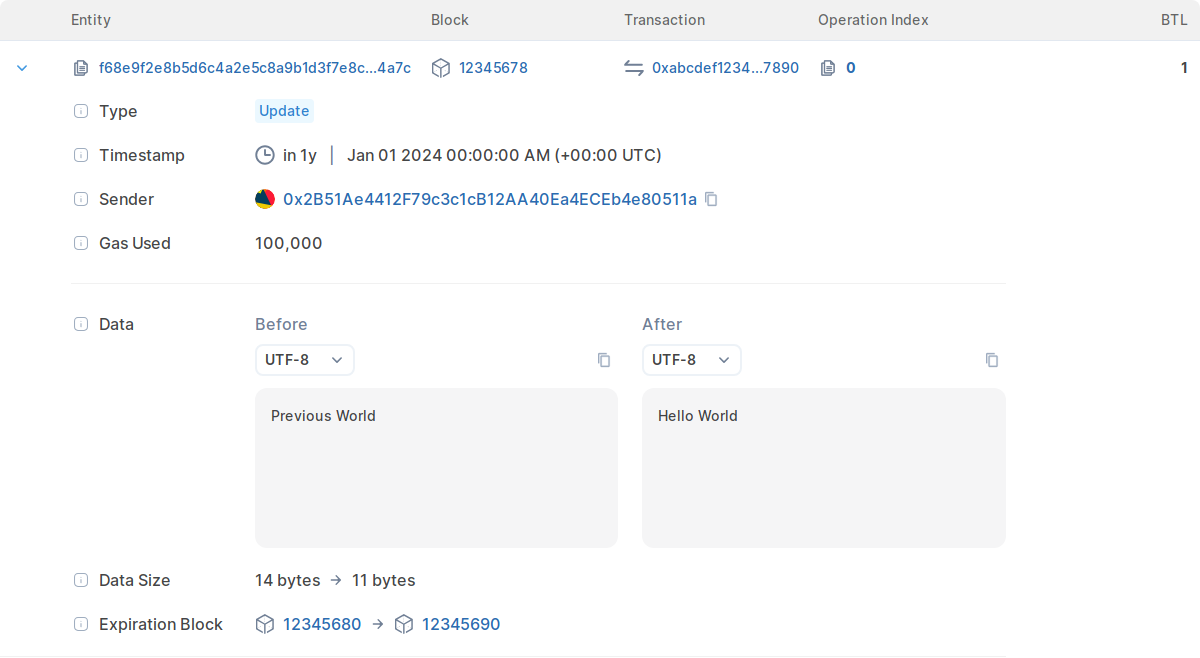 Entity Block Transaction Operation Index BTL
f68e9f2e8b5d6c4a2e5c8a9b1d3f7e8c...4a7c 12345678 0xabcdef1234...7890 0 1
Type Update
Timestamp in 1y | Jan 01 2024 00:00:00 AM (+00:00 UTC)
Sender 0x2B51Ae4412F79c3c1cB12AA40Ea4ECEb4e80511a
Gas Used 100,000
Data Before After
UTF-8 UTF-8
Previous World Hello World
Data Size 14 bytes → 11 bytes
Expiration Block 12345680 → 12345690